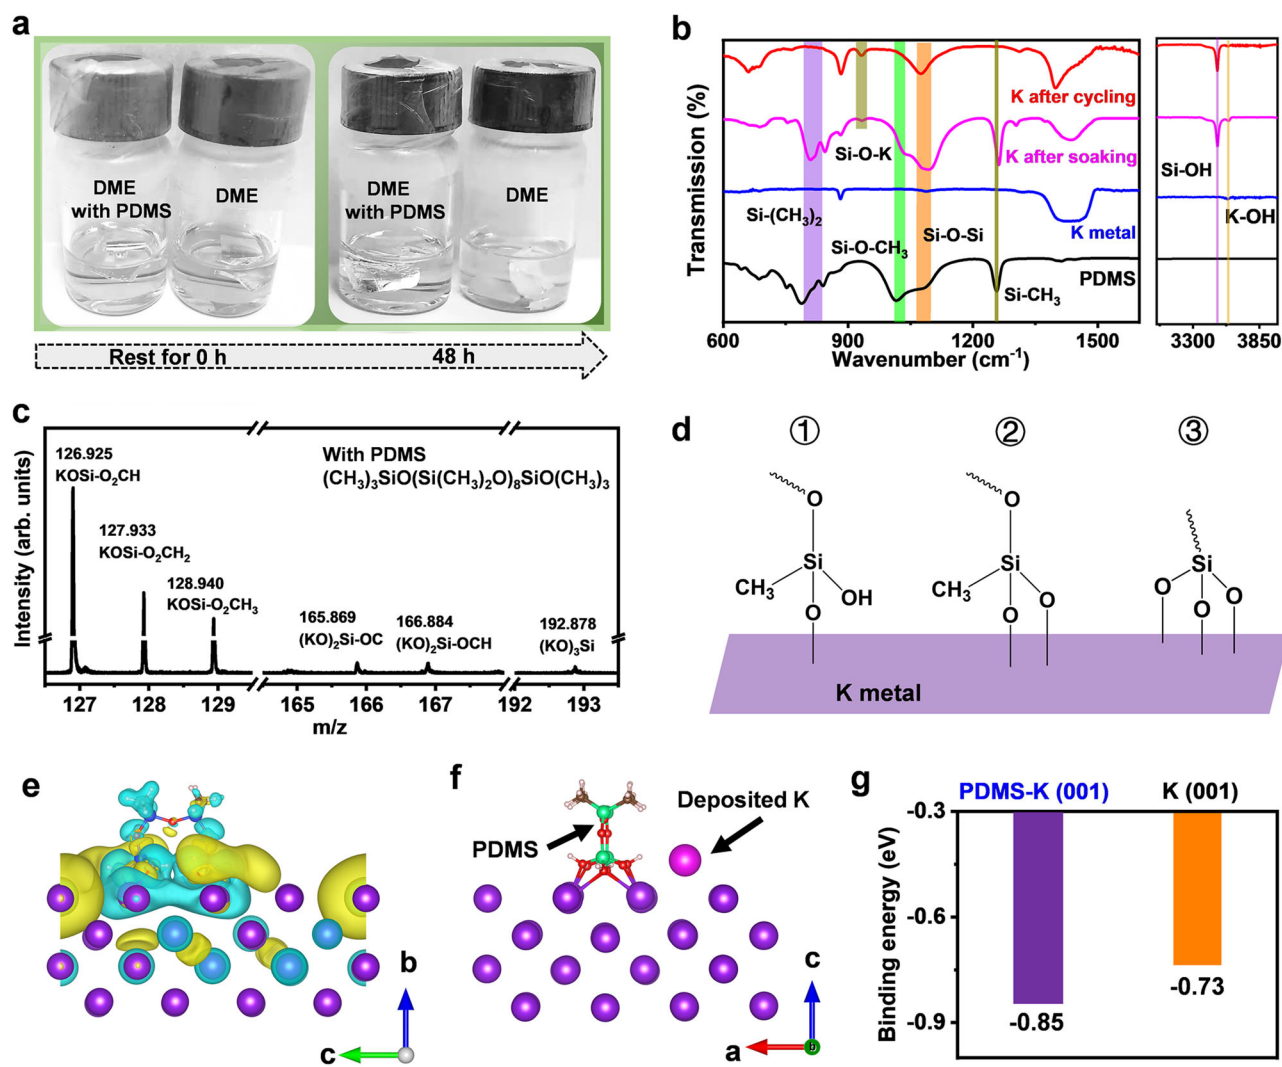 a
DME
with PDMS
DME
DME
with PDMS
DME
Rest for 0 h
48 h
b
Transmission (%)
K after cycling
Si-O-K
K after soaking
Si-(CH₃)₂
Si-O-CH₃
Si-O-Si
K metal
PDMS
Si-CH₃
Si-OH
K-OH
600 900 1200 1500
3300 3850
Wavenumber (cm⁻¹)
c
Intensity (arb. units)
126.925
KOSi-O₂CH
127.933
KOSi-O₂CH₂
128.940
KOSi-O₂CH₃
With PDMS
(CH₃)₃SiO(Si(CH₃)₂O)₈SiO(CH₃)₃
165.869
(KO)₂Si-OC
166.884
(KO)₂Si-OCH
192.878
(KO)₃Si
127 128 129 165 166 167 192 193
m/z
d
① ② ③
O O
Si Si Si
CH₃ OH CH₃ O O O
O O O
K metal
e
b
c
f
PDMS
Deposited K
c
a
b
g
PDMS-K (001) K (001)
Binding energy (eV)
-0.3
-0.6
-0.9
-0.85
-0.73